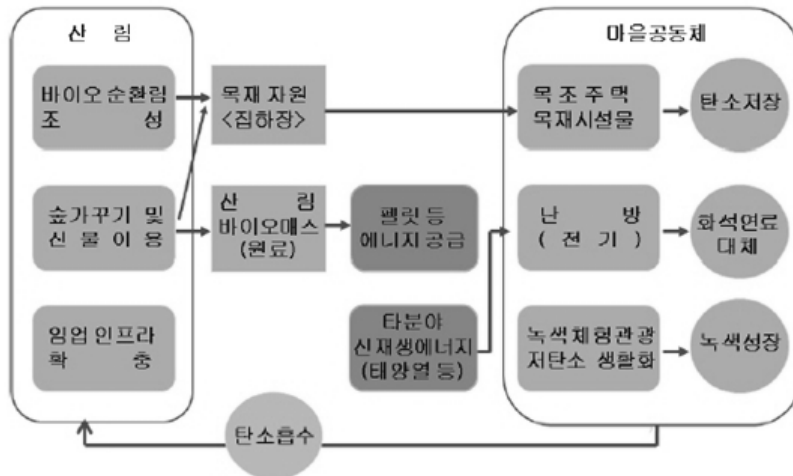 산 림
마을공동체
바이오순환림
조 성
목재 자원
<집하장>
목 조 주 택
목재시설물
탄소저장
숲가꾸기 및
신 물 이 용
산 림
바이오매스
(원료)
펠릿 등
에너지 공급
난 방
( 전 기 )
화석연료
대체
임업 인프라
확 충
타분야
신재생에너지
(태양열 등)
녹색체험관광
저탄소 생활화
녹색성장
탄소흡수